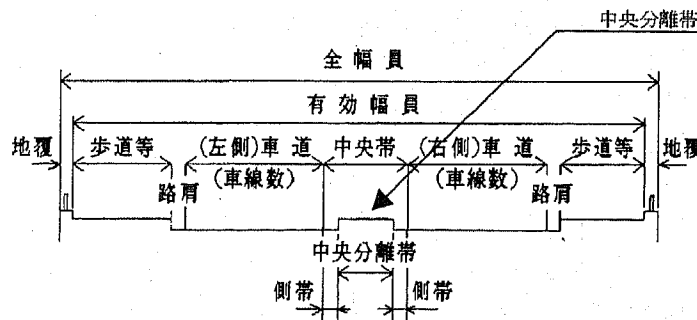 中央分離帯
全幅員
有効幅員
地覆 歩道等 (左側)車道 中央帯 (右側)車道 歩道等 地覆
路肩 (車線数) (車線数) 路肩
中央分離帯
側帯 側帯